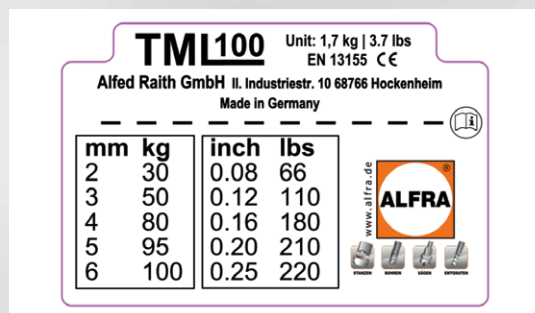 TML100
Unit: 1,7 kg | 3.7 lbs
EN 13155 CE
Alfed Raith GmbH II. Industriestr. 10 68766 Hockenheim
Made in Germany
mm kg
2 30
3 50
4 80
5 95
6 100
inch lbs
0.08 66
0.12 110
0.16 180
0.20 210
0.25 220
www.alfra.de
ALFRA
®
STANZEN BOHREN SÄGEN ENTGRATEN